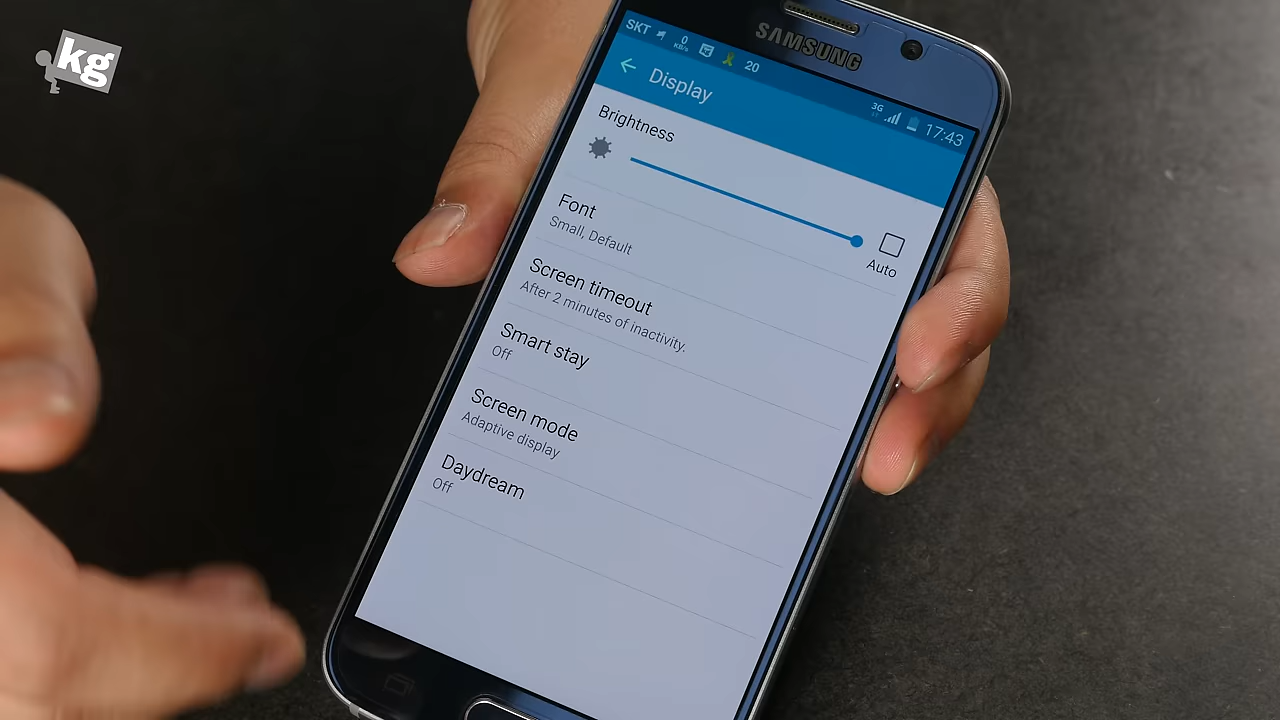 kg
SAMSUNG
SKT 0 KB/s 20 3G 17:43
Display
Brightness
Auto
Font
Small, Default
Screen timeout
After 2 minutes of inactivity.
Smart stay
Off
Screen mode
Adaptive display
Daydream
Off